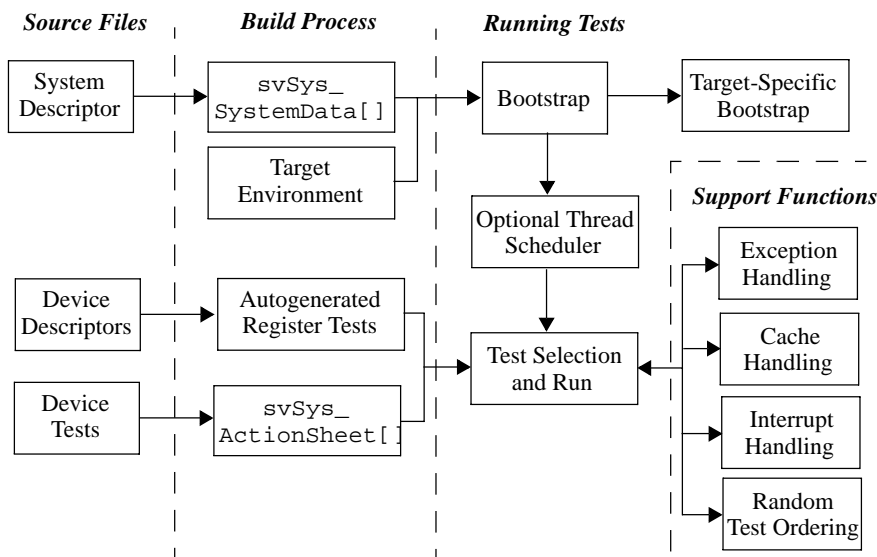 Source Files
Build Process
Running Tests
System
Descriptor
svSys_
SystemData[]
Bootstrap
Target-Specific
Bootstrap
Target
Environment
Optional Thread
Scheduler
Support Functions
Exception
Handling
Device
Descriptors
Autogenerated
Register Tests
Test Selection
and Run
Cache
Handling
Device
Tests
svSys_
ActionSheet[]
Interrupt
Handling
Random
Test Ordering